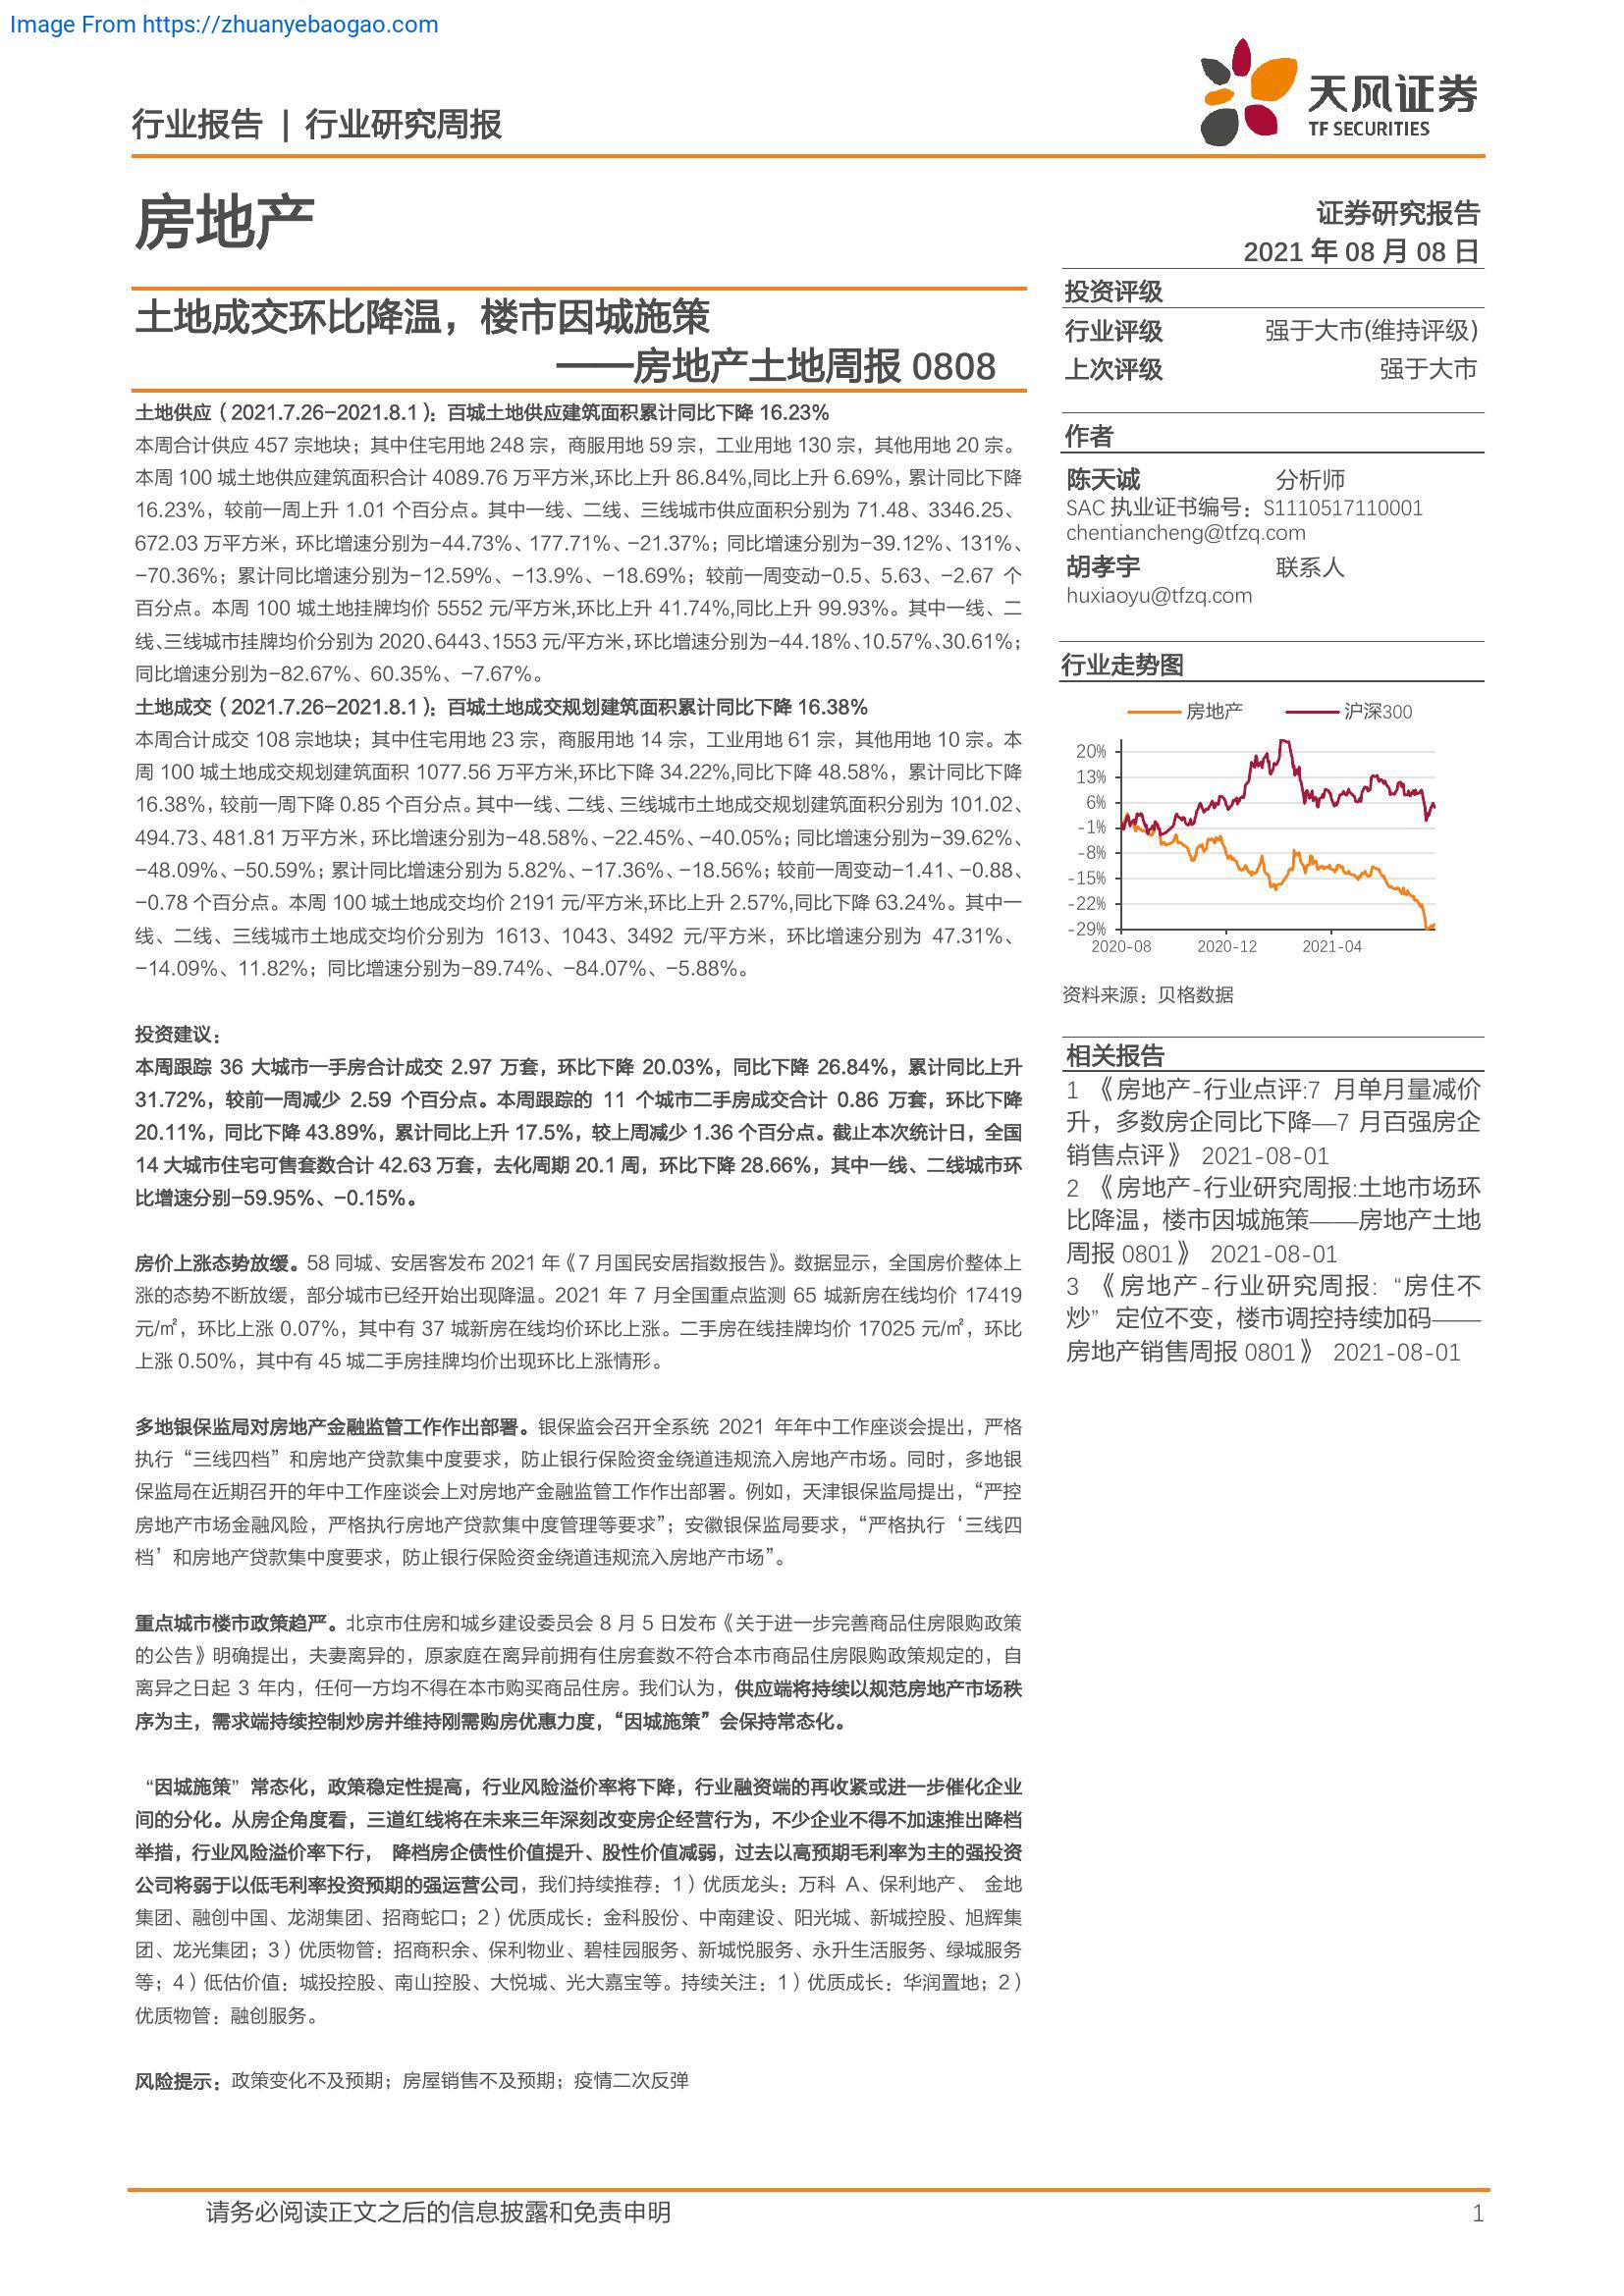 Image From https://zhuanyebaogao.com
行业报告 | 行业研究周报
天风证券
TF SECURITIES
房地产
证券研究报告
2021 年 08 月 08 日
土地成交环比降温，楼市因城施策
——房地产土地周报 0808
土地供应（2021.7.26-2021.8.1）：百城土地供应建筑面积累计同比下降 16.23%
本周合计供应 457 宗地块；其中住宅用地 248 宗，商服用地 59 宗，工业用地 130 宗，其他用地 20 宗。
本周 100 城土地供应建筑面积合计 4089.76 万平方米,环比上升 86.84%,同比上升 6.69%，累计同比下降
16.23%，较前一周上升 1.01 个百分点。其中一线、二线、三线城市供应面积分别为 71.48、3346.25、
672.03 万平方米，环比增速分别为-44.73%、177.71%、-21.37%；同比增速分别为-39.12%、131%、
-70.36%；累计同比增速分别为-12.59%、-13.9%、-18.69%；较前一周变动-0.5、5.63、-2.67 个
百分点。本周 100 城土地挂牌均价 5552 元/平方米,环比上升 41.74%,同比上升 99.93%。其中一线、二
线、三线城市挂牌均价分别为 2020、6443、1553 元/平方米，环比增速分别为-44.18%、10.57%、30.61%；
同比增速分别为-82.67%、60.35%、-7.67%。
土地成交（2021.7.26-2021.8.1）：百城土地成交规划建筑面积累计同比下降 16.38%
本周合计成交 108 宗地块；其中住宅用地 23 宗，商服用地 14 宗，工业用地 61 宗，其他用地 10 宗。本
周 100 城土地成交规划建筑面积 1077.56 万平方米,环比下降 34.22%,同比下降 48.58%，累计同比下降
16.38%，较前一周下降 0.85 个百分点。其中一线、二线、三线城市土地成交规划建筑面积分别为 101.02、
494.73、481.81 万平方米，环比增速分别为-48.58%、-22.45%、-40.05%；同比增速分别为-39.62%、
-48.09%、-50.59%；累计同比增速分别为 5.82%、-17.36%、-18.56%；较前一周变动-1.41、-0.88、
-0.78 个百分点。本周 100 城土地成交均价 2191 元/平方米,环比上升 2.57%,同比下降 63.24%。其中一
线、二线、三线城市土地成交均价分别为 1613、1043、3492 元/平方米，环比增速分别为 47.31%、
-14.09%、11.82%；同比增速分别为-89.74%、-84.07%、-5.88%。
投资建议：
本周跟踪 36 大城市一手房合计成交 2.97 万套，环比下降 20.03%，同比下降 26.84%，累计同比上升
31.72%，较前一周减少 2.59 个百分点。本周跟踪的 11 个城市二手房成交合计 0.86 万套，环比下降
20.11%，同比下降 43.89%，累计同比上升 17.5%，较上周减少 1.36 个百分点。截止本次统计日，全国
14 大城市住宅可售套数合计 42.63 万套，去化周期 20.1 周，环比下降 28.66%，其中一线、二线城市环
比增速分别-59.95%、-0.15%。
房价上涨态势放缓。58 同城、安居客发布 2021 年《7 月国民安居指数报告》。数据显示，全国房价整体上
涨的态势不断放缓，部分城市已经开始出现降温。2021 年 7 月全国重点监测 65 城新房在线均价 17419
元/㎡，环比上涨 0.07%，其中有 37 城新房在线均价环比上涨。二手房在线挂牌均价 17025 元/㎡，环比
上涨 0.50%，其中有 45 城二手房挂牌均价出现环比上涨情形。
多地银保监局对房地产金融监管工作作出部署。银保监会召开全系统 2021 年年中工作座谈会提出，严格
执行“三线四档”和房地产贷款集中度要求，防止银行保险资金绕道违规流入房地产市场。同时，多地银
保监局在近期召开的年中工作座谈会上对房地产金融监管工作作出部署。例如，天津银保监局提出，“严控
房地产市场金融风险，严格执行房地产贷款集中度管理等要求”；安徽银保监局要求，“严格执行‘三线四
档’和房地产贷款集中度要求，防止银行保险资金绕道违规流入房地产市场”。
重点城市楼市政策趋严。北京市住房和城乡建设委员会 8 月 5 日发布《关于进一步完善商品住房限购政策
的公告》明确提出，夫妻离异的，原家庭在离异前拥有住房套数不符合本市商品住房限购政策规定的，自
离异之日起 3 年内，任何一方均不得在本市购买商品住房。我们认为，供应端将持续以规范房地产市场秩
序为主，需求端持续控制炒房并维持刚需购房优惠力度，“因城施策”会保持常态化。
“因城施策”常态化，政策稳定性提高，行业风险溢价率将下降，行业融资端的再收紧或进一步催化企业
间的分化。从房企角度看，三道红线将在未来三年深刻改变房企经营行为，不少企业不得不加速推出降档
举措，行业风险溢价率下行， 降档房企债性价值提升、股性价值减弱，过去以高预期毛利率为主的强投资
公司将弱于以低毛利率投资预期的强运营公司，我们持续推荐：1）优质龙头：万科 A、保利地产、 金地
集团、融创中国、龙湖集团、招商蛇口；2）优质成长：金科股份、中南建设、阳光城、新城控股、旭辉集
团、龙光集团；3）优质物管：招商积余、保利物业、碧桂园服务、新城悦服务、永升生活服务、绿城服务
等；4）低估价值：城投控股、南山控股、大悦城、光大嘉宝等。持续关注：1）优质成长：华润置地；2）
优质物管：融创服务。
风险提示：政策变化不及预期；房屋销售不及预期；疫情二次反弹
投资评级
行业评级 强于大市(维持评级)
上次评级 强于大市
作者
陈天诚 分析师
SAC 执业证书编号：S1110517110001
chentiancheng@tfzq.com
胡孝宇 联系人
huxiaoyu@tfzq.com
行业走势图
房地产 沪深300
20%
13%
6%
-1%
-8%
-15%
-22%
-29%
2020-08 2020-12 2021-04
资料来源：贝格数据
相关报告
1 《房地产-行业点评:7 月单月量减价
升，多数房企同比下降—7 月百强房企
销售点评》 2021-08-01
2 《房地产-行业研究周报:土地市场环
比降温，楼市因城施策——房地产土地
周报 0801》 2021-08-01
3 《房地产-行业研究周报：“房住不
炒”定位不变，楼市调控持续加码——
房地产销售周报 0801》 2021-08-01
请务必阅读正文之后的信息披露和免责申明 1